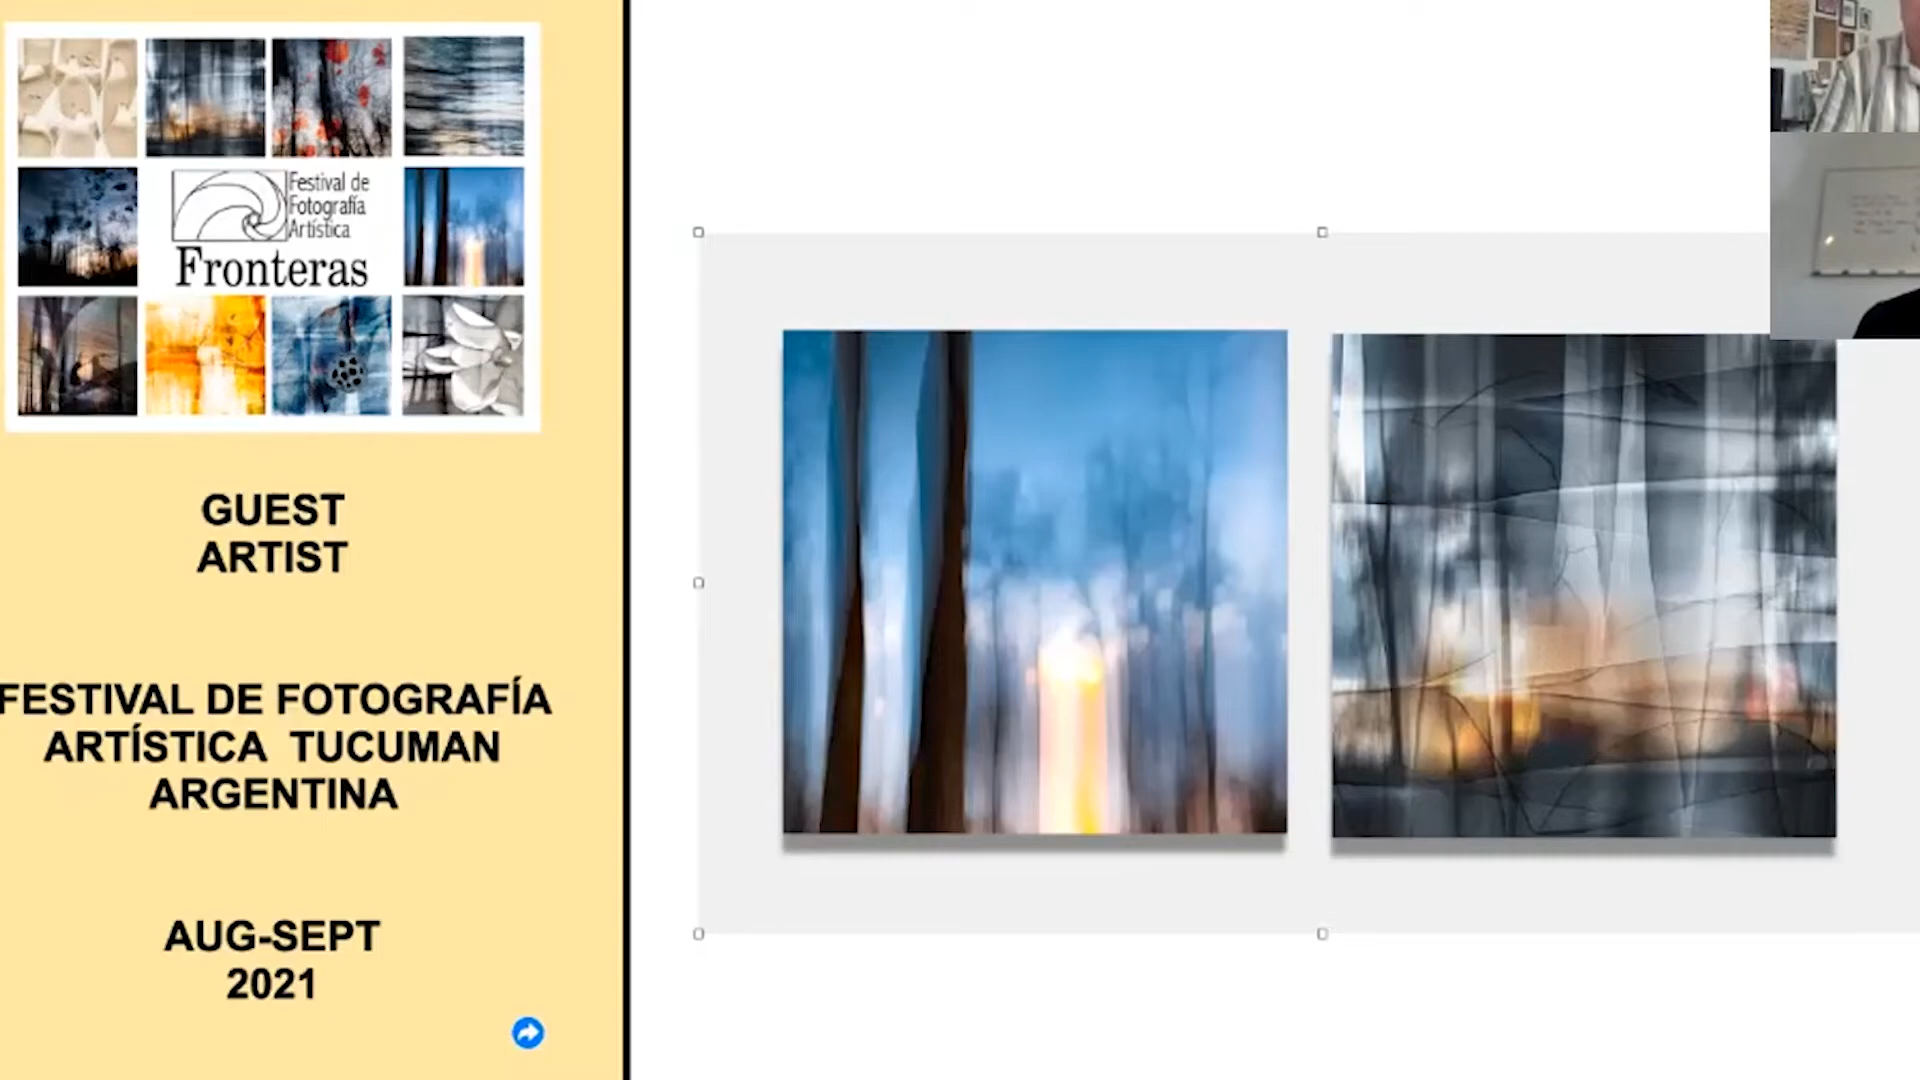 Festival de
Fotografía
Artística
Fronteras
GUEST
ARTIST
FESTIVAL DE FOTOGRAFÍA
ARTÍSTICA TUCUMAN
ARGENTINA
AUG-SEPT
2021